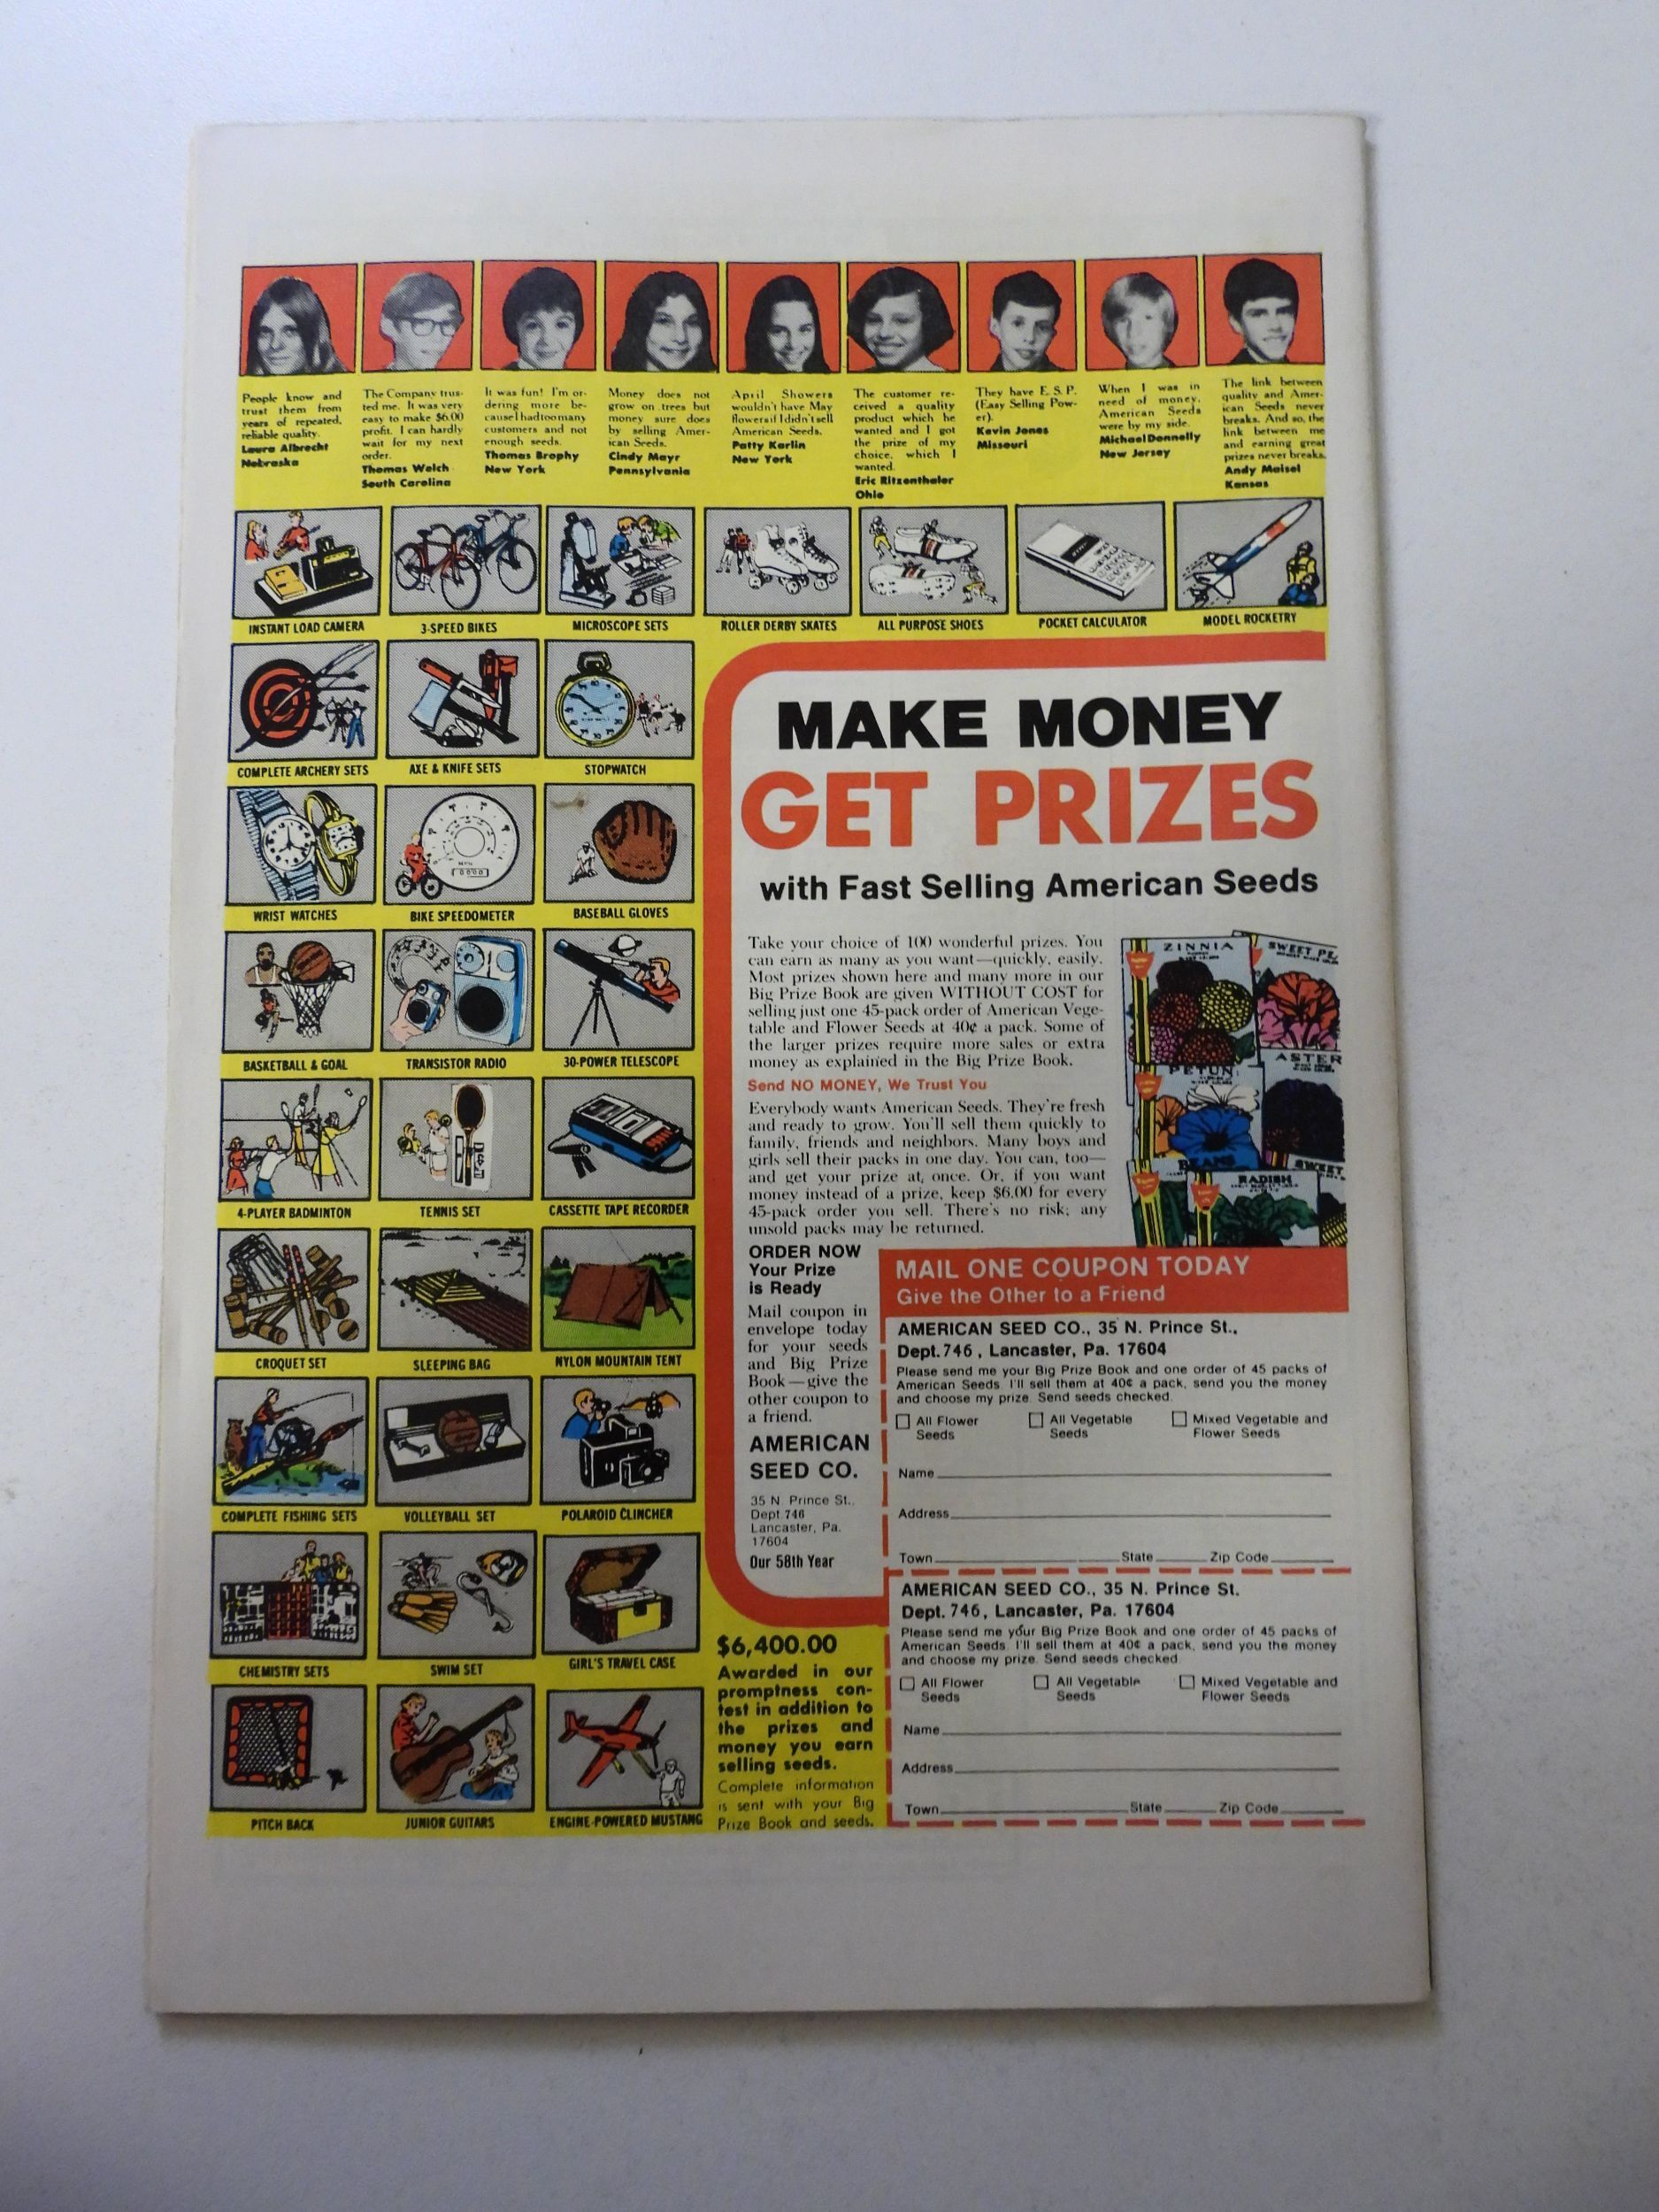 People know and
trust them from
years of repeated,
reliable quality.
Laura Albrecht
Nebraska
The Company trus-
ted me. It was very
easy to make $6.00
profit. I can hardly
wait for my next
order.
Thomas Welch
South Carolina
It was fun! I'm or-
dering more be-
cause I had too many
customers and not
enough seeds.
Thomas Brophy
New York
Money does not
grow on trees but
money sure does
by selling Amer-
ican Seeds.
Cindy Mayr
Pennsylvania
April Showers
wouldn't have May
flowers if I didn't sell
American Seeds.
Patty Karlin
New York
The customer re-
ceived a quality
product which he
wanted and I got
the prize of my
choice, which I
wanted.
Eric Ritzenthaler
Ohio
They have E.S.P.
(Easy Selling Pow-
er).
Kevin Jones
Missouri
When I was in
need of money,
American Seeds
were by my side.
Michael Donnelly
New Jersey
The link between
quality and Amer-
ican Seeds never
breaks. And so, the
link between me
and earning great
prizes never breaks.
Andy Maisel
Kansas
INSTANT LOAD CAMERA
3-SPEED BIKES
MICROSCOPE SETS
ROLLER DERBY SKATES
ALL PURPOSE SHOES
POCKET CALCULATOR
MODEL ROCKETRY
COMPLETE ARCHERY SETS
AXE & KNIFE SETS
STOPWATCH
WRIST WATCHES
BIKE SPEEDOMETER
BASEBALL GLOVES
BASKETBALL & GOAL
TRANSISTOR RADIO
30-POWER TELESCOPE
4-PLAYER BADMINTON
TENNIS SET
CASSETTE TAPE RECORDER
CROQUET SET
SLEEPING BAG
NYLON MOUNTAIN TENT
COMPLETE FISHING SETS
VOLLEYBALL SET
POLAROID CLINCHER
CHEMISTRY SETS
SWIM SET
GIRL'S TRAVEL CASE
PITCH BACK
JUNIOR GUITARS
ENGINE-POWERED MUSTANG
MAKE MONEY
GET PRIZES
with Fast Selling American Seeds
Take your choice of 100 wonderful prizes. You
can earn as many as you want—quickly, easily.
Most prizes shown here and many more in our
Big Prize Book are given WITHOUT COST for
selling just one 45-pack order of American Vege-
table and Flower Seeds at 40¢ a pack. Some of
the larger prizes require more sales or extra
money as explained in the Big Prize Book.
Send NO MONEY, We Trust You
Everybody wants American Seeds. They're fresh
and ready to grow. You'll sell them quickly to
family, friends and neighbors. Many boys and
girls sell their packs in one day. You can, too—
and get your prize at once. Or, if you want
money instead of a prize, keep $6.00 for every
45-pack order you sell. There's no risk; any
unsold packs may be returned.
ZINNIA
SWEET PE
ASTER
PETUN
BEANS
SWEET
RADISH
ORDER NOW
Your Prize
is Ready
Mail coupon in
envelope today
for your seeds
and Big Prize
Book—give the
other coupon to
a friend.
AMERICAN
SEED CO.
35 N. Prince St.,
Dept 746
Lancaster, Pa.
17604
Our 58th Year
MAIL ONE COUPON TODAY
Give the Other to a Friend
AMERICAN SEED CO., 35 N. Prince St.,
Dept. 746, Lancaster, Pa. 17604
Please send me your Big Prize Book and one order of 45 packs of
American Seeds. I'll sell them at 40¢ a pack, send you the money
and choose my prize. Send seeds checked.
All Flower
Seeds
All Vegetable
Seeds
Mixed Vegetable and
Flower Seeds
Name
Address
Town State Zip Code
AMERICAN SEED CO., 35 N. Prince St.
Dept. 746, Lancaster, Pa. 17604
Please send me your Big Prize Book and one order of 45 packs of
American Seeds. I'll sell them at 40¢ a pack, send you the money
and choose my prize. Send seeds checked
All Flower
Seeds
All Vegetable
Seeds
Mixed Vegetable and
Flower Seeds
Name
Address
Town State Zip Code
$6,400.00
Awarded in our
promptness con-
test in addition to
the prizes and
money you earn
selling seeds.
Complete information
is sent with your Big
Prize Book and seeds.